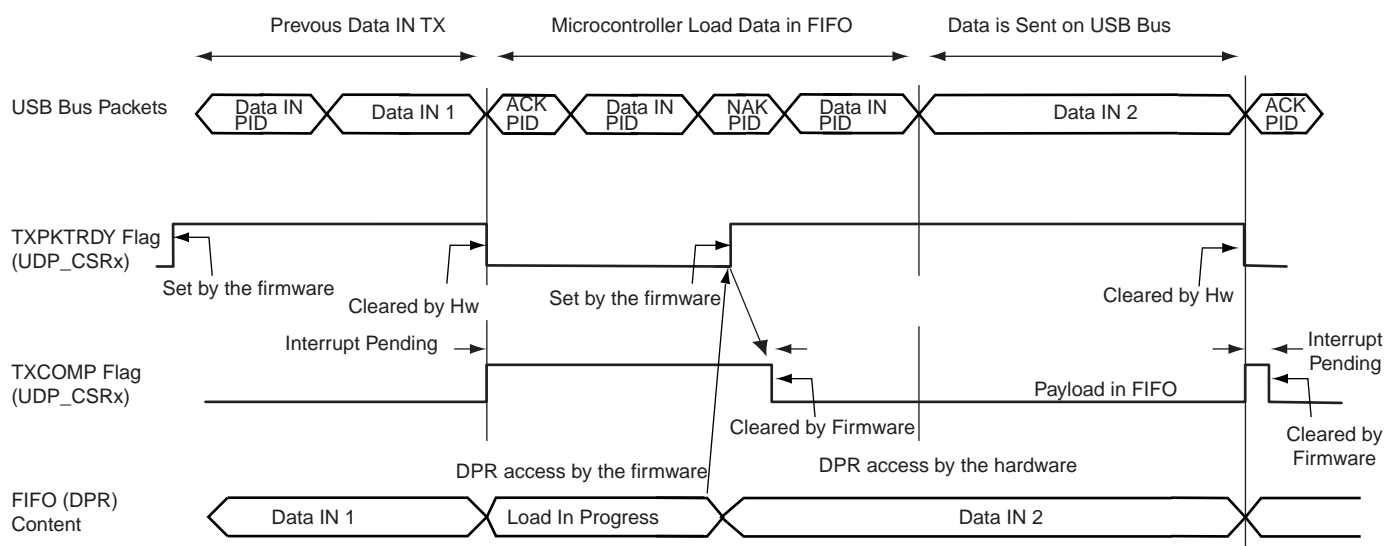 Prevous Data IN TX
Microcontroller Load Data in FIFO
Data is Sent on USB Bus
USB Bus Packets
Data IN
PID
Data IN 1
ACK
PID
Data IN
PID
NAK
PID
Data IN
PID
Data IN 2
ACK
PID
TXPKTRDY Flag
(UDP_CSRx)
Set by the firmware
Cleared by Hw
Set by the firmware
Cleared by Hw
Interrupt Pending
Interrupt
Pending
TXCOMP Flag
(UDP_CSRx)
Payload in FIFO
Cleared by Firmware
Cleared by
Firmware
DPR access by the firmware
DPR access by the hardware
FIFO (DPR)
Content
Data IN 1
Load In Progress
Data IN 2